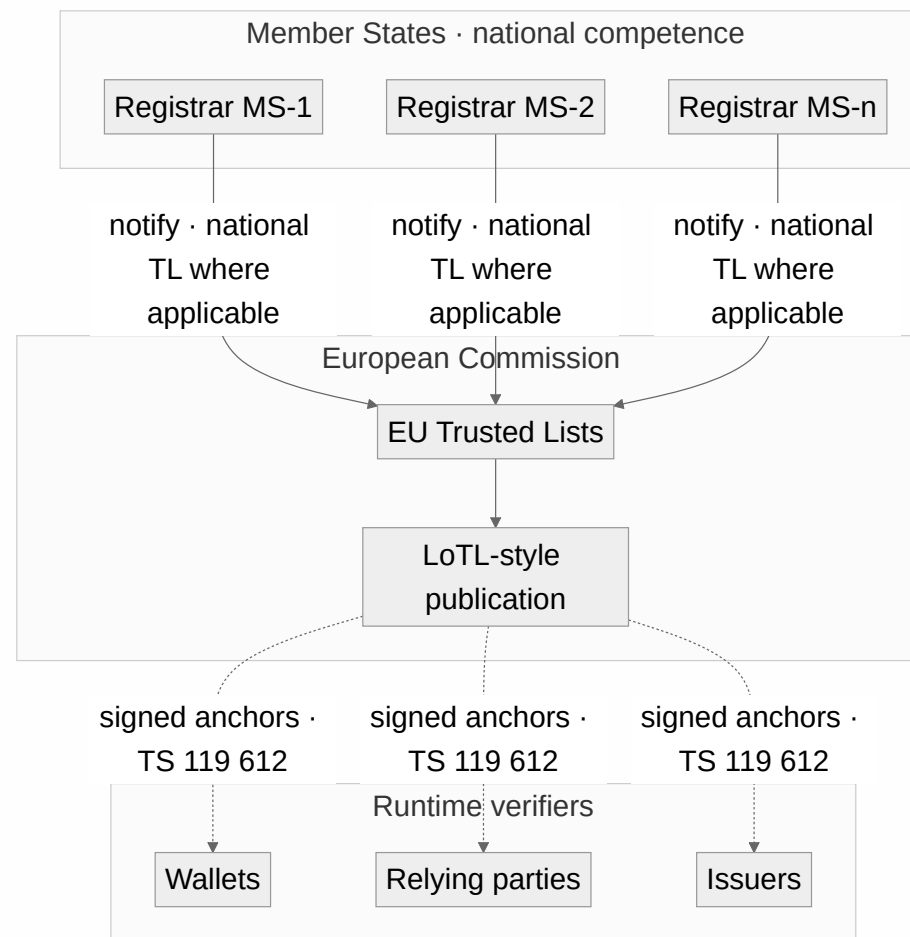 Member States · national competence
Registrar MS-1
Registrar MS-2
Registrar MS-n
notify · national
TL where
applicable
notify · national
TL where
applicable
notify · national
TL where
applicable
European Commission
EU Trusted Lists
LoTL-style
publication
signed anchors ·
TS 119 612
signed anchors ·
TS 119 612
signed anchors ·
TS 119 612
Runtime verifiers
Wallets
Relying parties
Issuers